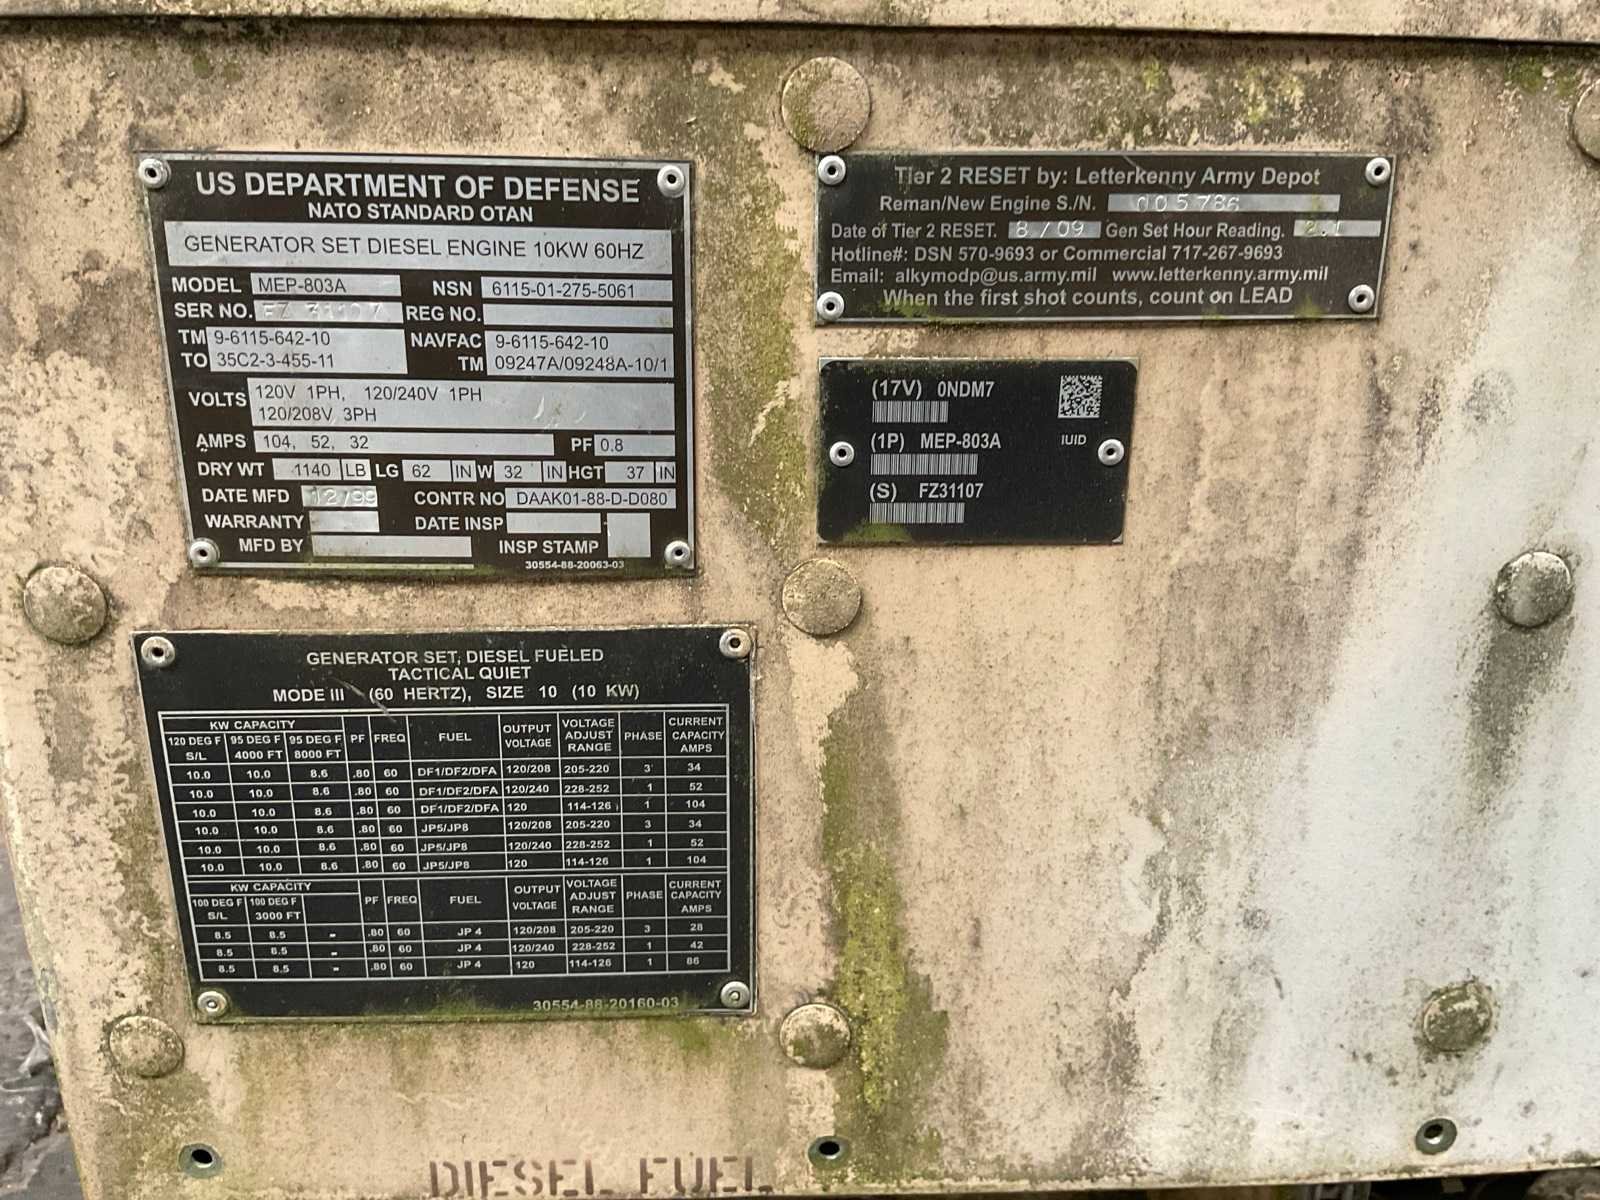 US DEPARTMENT OF DEFENSE
NATO STANDARD OTAN
GENERATOR SET DIESEL ENGINE 10KW 60HZ
MODEL MEP-803A NSN 6115-01-275-5061
SER NO. FZ 31107 REG NO.
TM 9-6115-642-10 NAVFAC 9-6115-642-10
TO 35C2-3-455-11 TM 09247A/09248A-10/1
VOLTS 120V 1PH, 120/240V 1PH
120/208V 3PH
AMPS 104, 52, 32 PF 0.8
DRY WT 1140 LB LG 62 IN W 32 IN HGT 37 IN
DATE MFD 12/99 CONTR NO DAAK01-88-D-D080
WARRANTY DATE INSP
MFD BY INSP STAMP
30554-88-20063-03
Tier 2 RESET by: Letterkenny Army Depot
Reman/New Engine S./N. 005786
Date of Tier 2 RESET. 8/09 Gen Set Hour Reading. 2.1
Hotline#: DSN 570-9693 or Commercial 717-267-9693
Email: alkymodp@us.army.mil www.letterkenny.army.mil
When the first shot counts, count on LEAD
(17V) 0NDM7
(1P) MEP-803A IUID
(S) FZ31107
GENERATOR SET, DIESEL FUELED
TACTICAL QUIET
MODE III (60 HERTZ), SIZE 10 (10 KW)
KW CAPACITY PF FREQ FUEL OUTPUT VOLTAGE VOLTAGE ADJUST RANGE PHASE CURRENT CAPACITY AMPS
120 DEG F S/L 95 DEG F 4000 FT 95 DEG F 8000 FT
10.0 10.0 8.6 .80 60 DF1/DF2/DFA 120/208 205-220 3 34
10.0 10.0 8.6 .80 60 DF1/DF2/DFA 120/240 228-252 1 52
10.0 10.0 8.6 .80 60 DF1/DF2/DFA 120 114-126 1 104
10.0 10.0 8.6 .80 60 JP5/JP8 120/208 205-220 3 34
10.0 10.0 8.6 .80 60 JP5/JP8 120/240 228-252 1 52
10.0 10.0 8.6 .80 60 JP5/JP8 120 114-126 1 104
KW CAPACITY PF FREQ FUEL OUTPUT VOLTAGE VOLTAGE ADJUST RANGE PHASE CURRENT CAPACITY AMPS
100 DEG F S/L 100 DEG F 3000 FT
8.5 8.5 - .80 60 JP 4 120/208 205-220 3 28
8.5 8.5 - .80 60 JP 4 120/240 228-252 1 42
8.5 8.5 - .80 60 JP 4 120 114-126 1 86
30554-88-20160-03
DIESEL FUEL